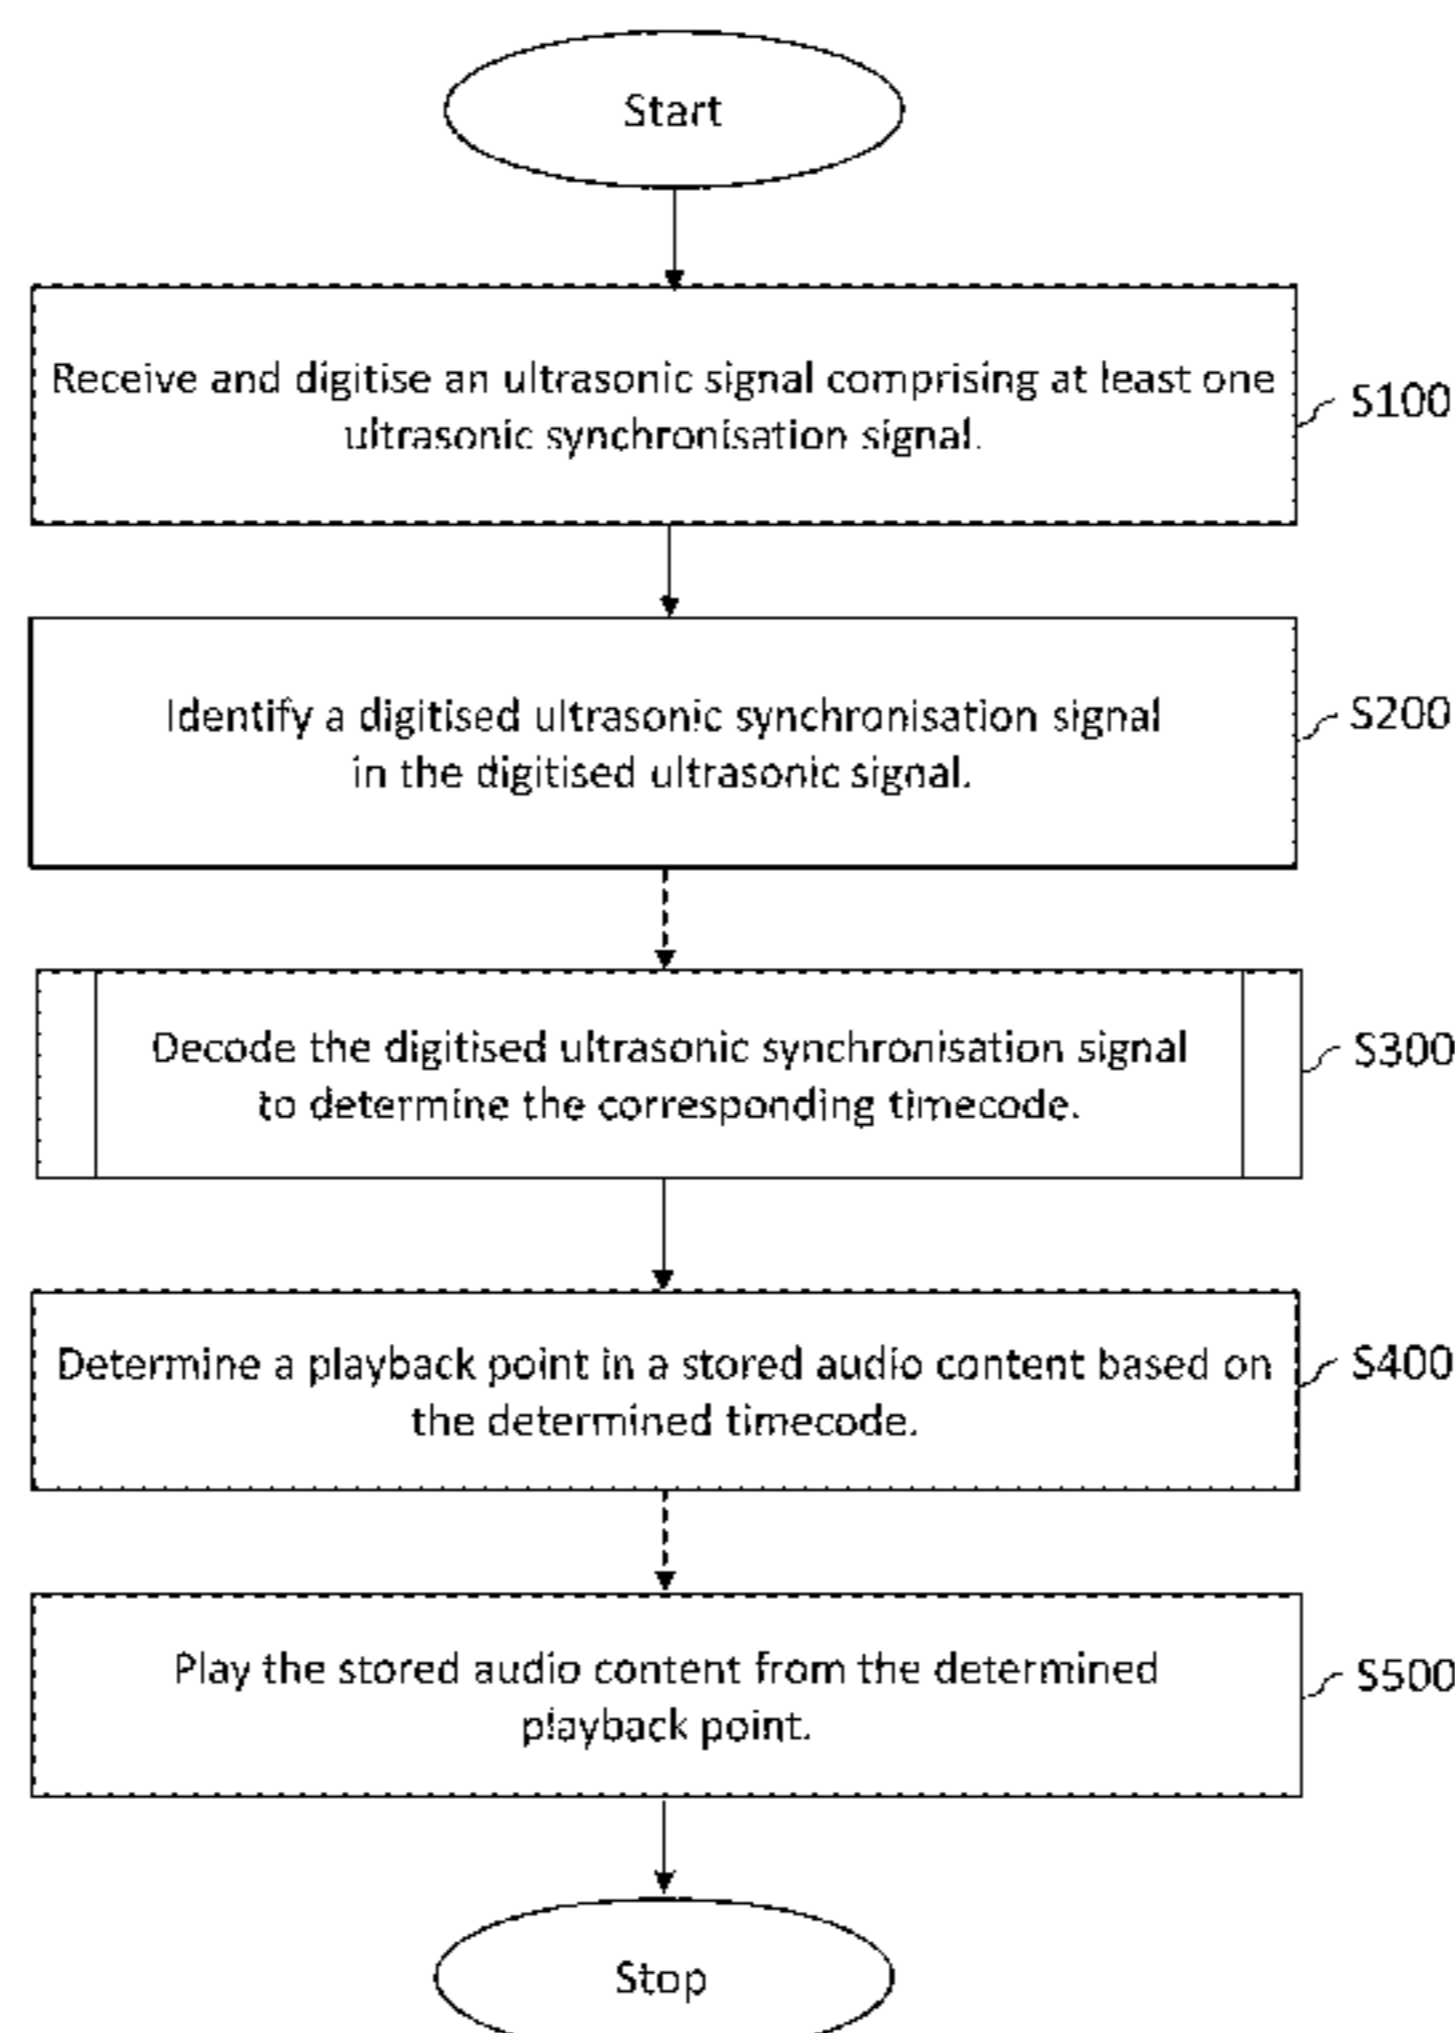 Start
Receive and digitise an ultrasonic signal comprising at least one
ultrasonic synchronisation signal.
S100
Identify a digitised ultrasonic synchronisation signal
in the digitised ultrasonic signal.
S200
Decode the digitised ultrasonic synchronisation signal
to determine the corresponding timecode.
S300
Determine a playback point in a stored audio content based on
the determined timecode.
S400
Play the stored audio content from the determined
playback point.
S500
Stop